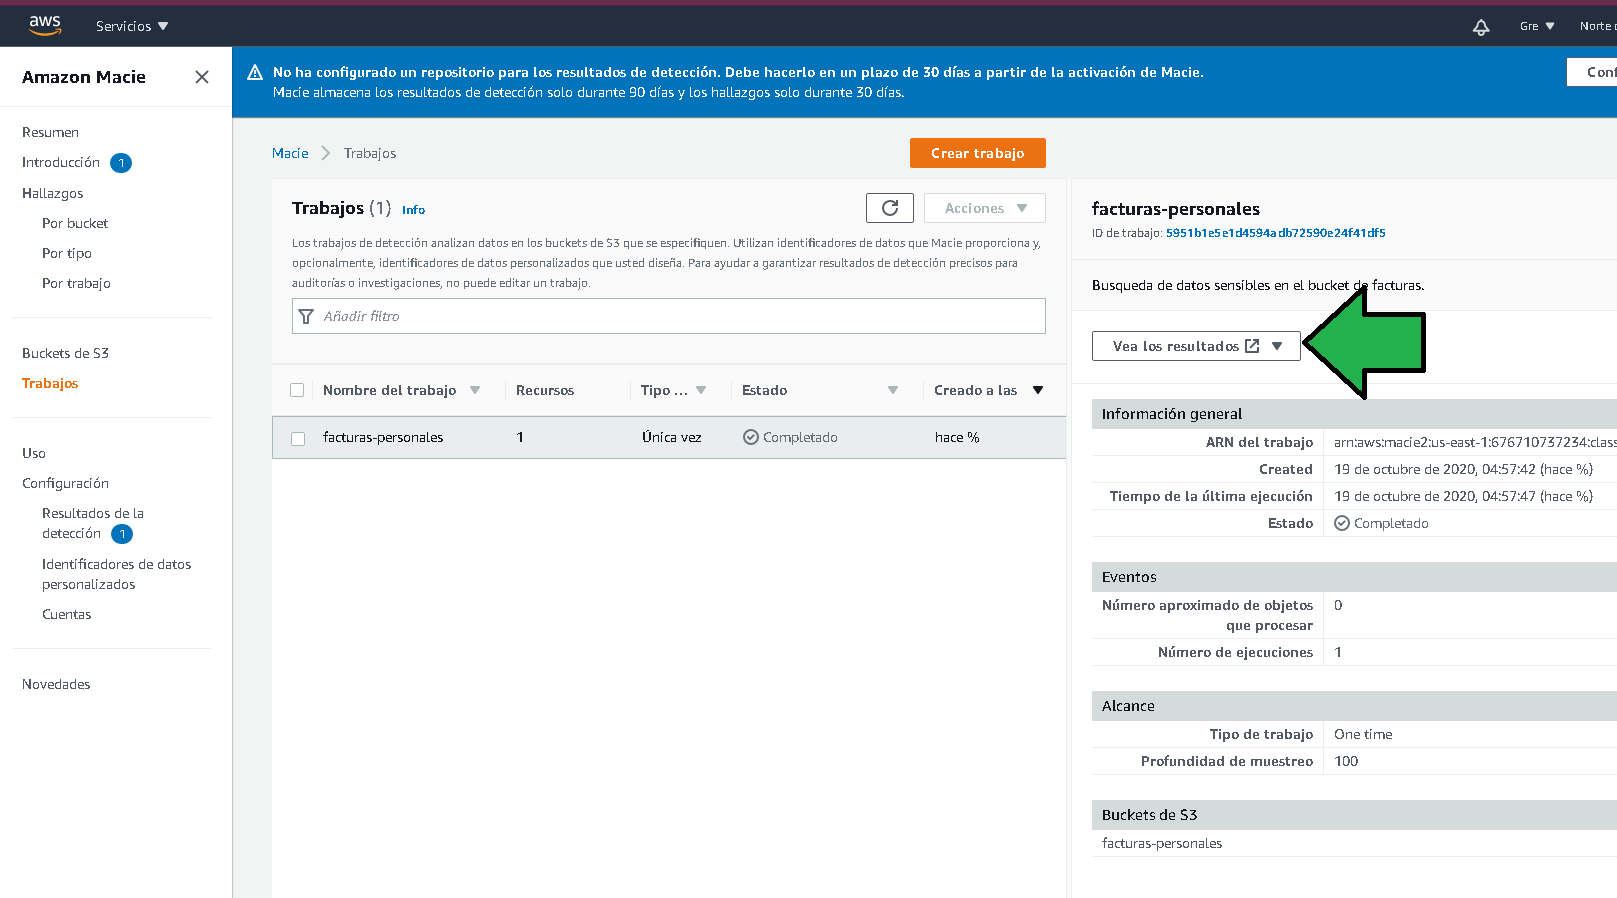 aws
Servicios
Gre
Norte
Amazon Macie
No ha configurado un repositorio para los resultados de detección. Debe hacerlo en un plazo de 30 días a partir de la activación de Macie.
Macie almacena los resultados de detección solo durante 90 días y los hallazgos solo durante 30 días.
Conf
Resumen
Introducción 1
Hallazgos
Por bucket
Por tipo
Por trabajo
Buckets de S3
Trabajos
Uso
Configuración
Resultados de la
detección 1
Identificadores de datos
personalizados
Cuentas
Novedades
Macie > Trabajos
Crear trabajo
Trabajos (1) Info
Acciones
Los trabajos de detección analizan datos en los buckets de S3 que se especifiquen. Utilizan identificadores de datos que Macie proporciona y,
opcionalmente, identificadores de datos personalizados que usted diseña. Para ayudar a garantizar resultados de detección precisos para
auditorías o investigaciones, no puede editar un trabajo.
Añadir filtro
Nombre del trabajo Recursos Tipo ... Estado Creado a las
facturas-personales 1 Única vez Completado hace %
facturas-personales
ID de trabajo: 5951b1e5e1d4594adb72590e24f41df5
Busqueda de datos sensibles en el bucket de facturas.
Vea los resultados
Información general
ARN del trabajo arn:aws:macie2:us-east-1:676710737234:class
Created 19 de octubre de 2020, 04:57:42 (hace %)
Tiempo de la última ejecución 19 de octubre de 2020, 04:57:47 (hace %)
Estado Completado
Eventos
Número aproximado de objetos 0
que procesar
Número de ejecuciones 1
Alcance
Tipo de trabajo One time
Profundidad de muestreo 100
Buckets de S3
facturas-personales